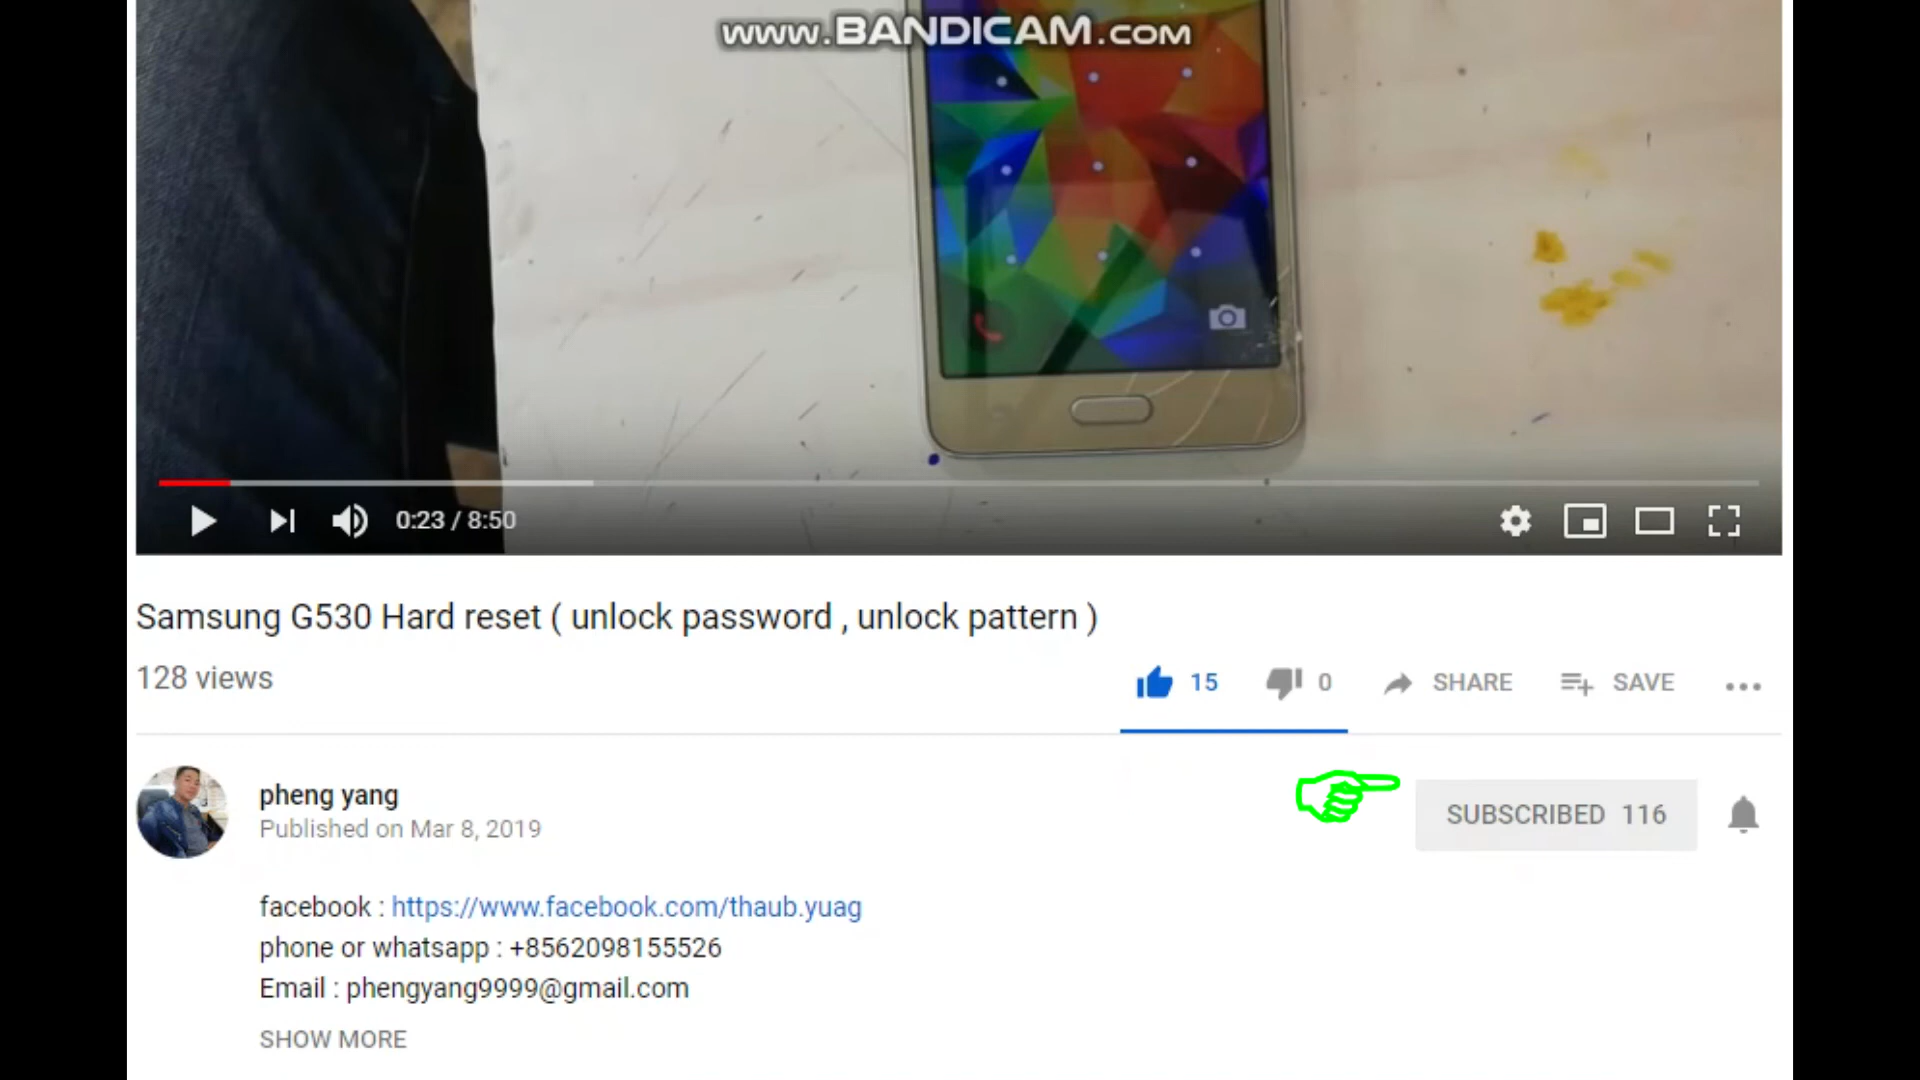 www.BANDICAM.com
0:23 / 8:50
Samsung G530 Hard reset ( unlock password , unlock pattern )
128 views
15 0 SHARE SAVE
pheng yang
Published on Mar 8, 2019
SUBSCRIBED 116
facebook : https://www.facebook.com/thaub.yuag
phone or whatsapp : +8562098155526
Email : phengyang9999@gmail.com
SHOW MORE